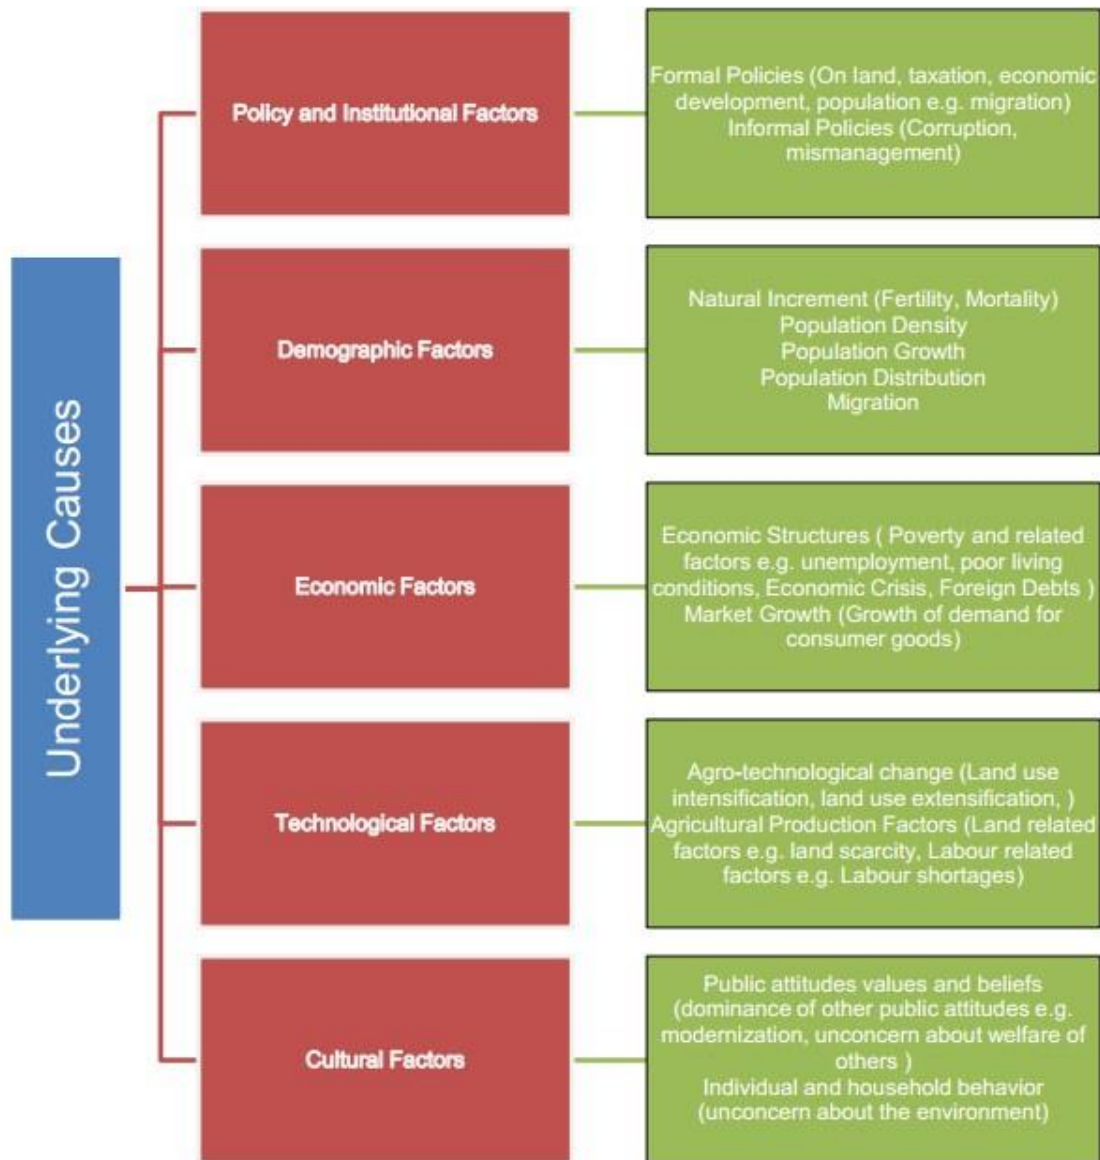 Underlying Causes
Policy and Institutional Factors
Formal Policies (On land, taxation, economic
development, population e.g. migration)
Informal Policies (Corruption,
mismanagement)
Demographic Factors
Natural Increment (Fertility, Mortality)
Population Density
Population Growth
Population Distribution
Migration
Economic Factors
Economic Structures ( Poverty and related
factors e.g. unemployment, poor living
conditions, Economic Crisis, Foreign Debts )
Market Growth (Growth of demand for
consumer goods)
Technological Factors
Agro-technological change (Land use
intensification, land use extensification, )
Agricultural Production Factors (Land related
factors e.g. land scarcity, Labour related
factors e.g. Labour shortages)
Cultural Factors
Public attitudes values and beliefs
(dominance of other public attitudes e.g.
modernization, unconcern about welfare of
others )
Individual and household behavior
(unconcern about the environment)